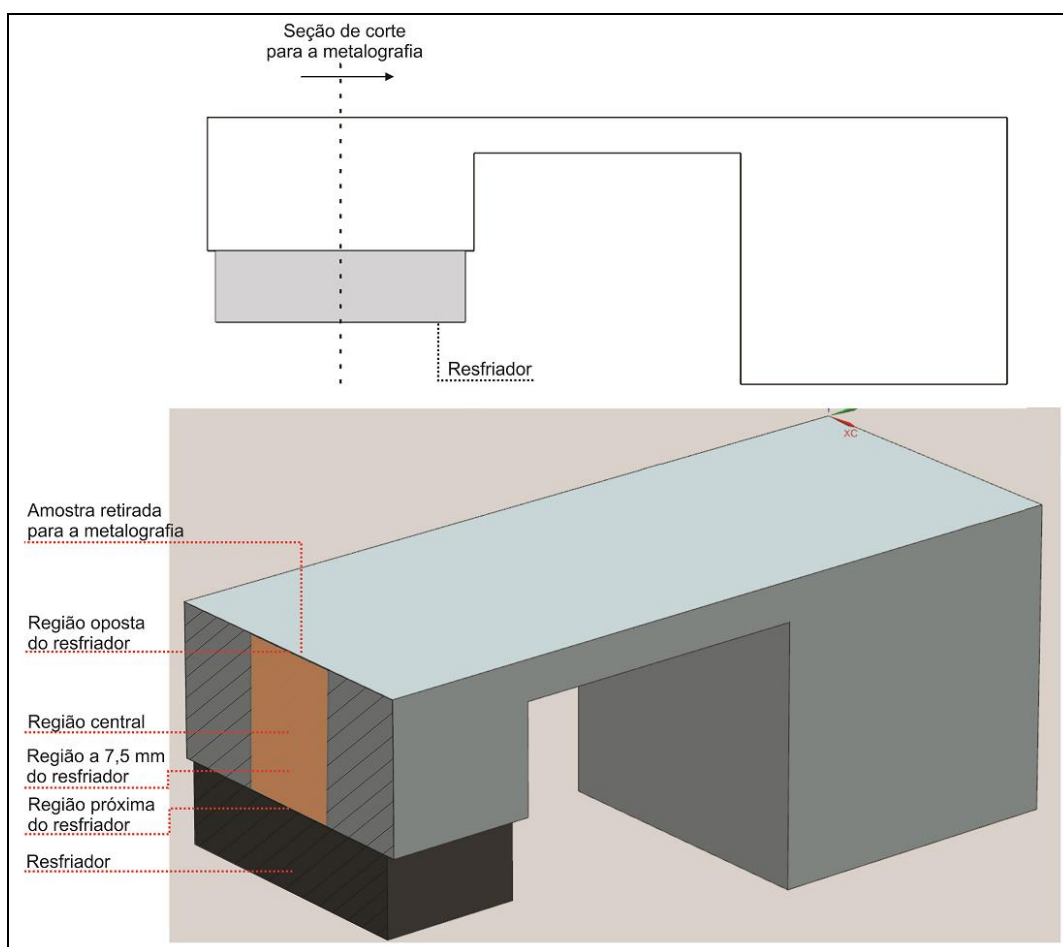 Seção de corte
para a metalografia
Resfriador
XC
Amostra retirada
para a metalografia
Região oposta
do resfriador
Região central
Região a 7,5 mm
do resfriador
Região próxima
do resfriador
Resfriador